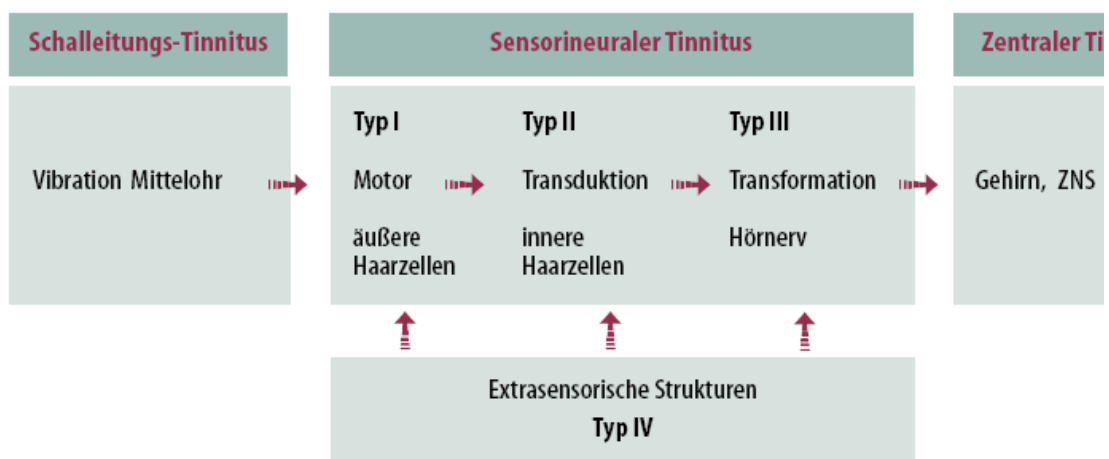 Schalleitungs-Tinnitus
Sensorineuraler Tinnitus
Zentraler Ti
Vibration Mittelohr
Typ I
Motor
äußere
Haarzellen
Typ II
Transduktion
innere
Haarzellen
Typ III
Transformation
Hörnerv
Gehirn, ZNS
Extrasensorische Strukturen
Typ IV